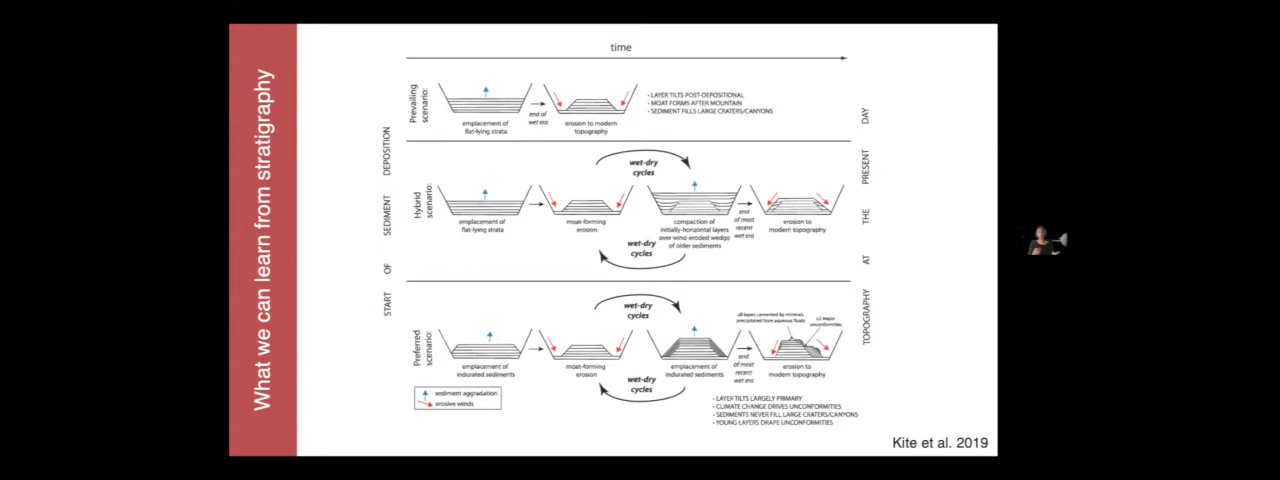 What we can learn from stratigraphy
time
START OF SEDIMENT DEPOSITION
Prevailing
scenario:
emplacement of
flat-lying strata
end of
wet era
erosion to modern
topography
- LAYER TILTS POST-DEPOSITIONAL
- MOAT FORMS AFTER MOUNTAIN
- SEDIMENT FILLS LARGE CRATERS/CANYONS
Hybrid
scenario:
wet-dry
cycles
emplacement of
flat-lying strata
moat-forming
erosion
compaction of
initially-horizontal layers
over wind-eroded wedge
of older sediments
end
of most
recent
wet era
erosion to
modern topography
wet-dry
cycles
Preferred
scenario:
wet-dry
cycles
all layers cemented by minerals
precipitated from aqueous fluids
≥2 major
unconformities
emplacement of
indurated sediments
moat-forming
erosion
emplacement of
indurated sediments
end
of most
recent
wet era
erosion to
modern topography
wet-dry
cycles
sediment aggradation
erosive winds
- LAYER TILTS LARGELY PRIMARY
- CLIMATE CHANGE DRIVES UNCONFORMITIES
- SEDIMENTS NEVER FILL LARGE CRATERS/CANYONS
- YOUNG LAYERS DRAPE UNCONFORMITIES
TOPOGRAPHY AT THE PRESENT DAY
Kite et al. 2019